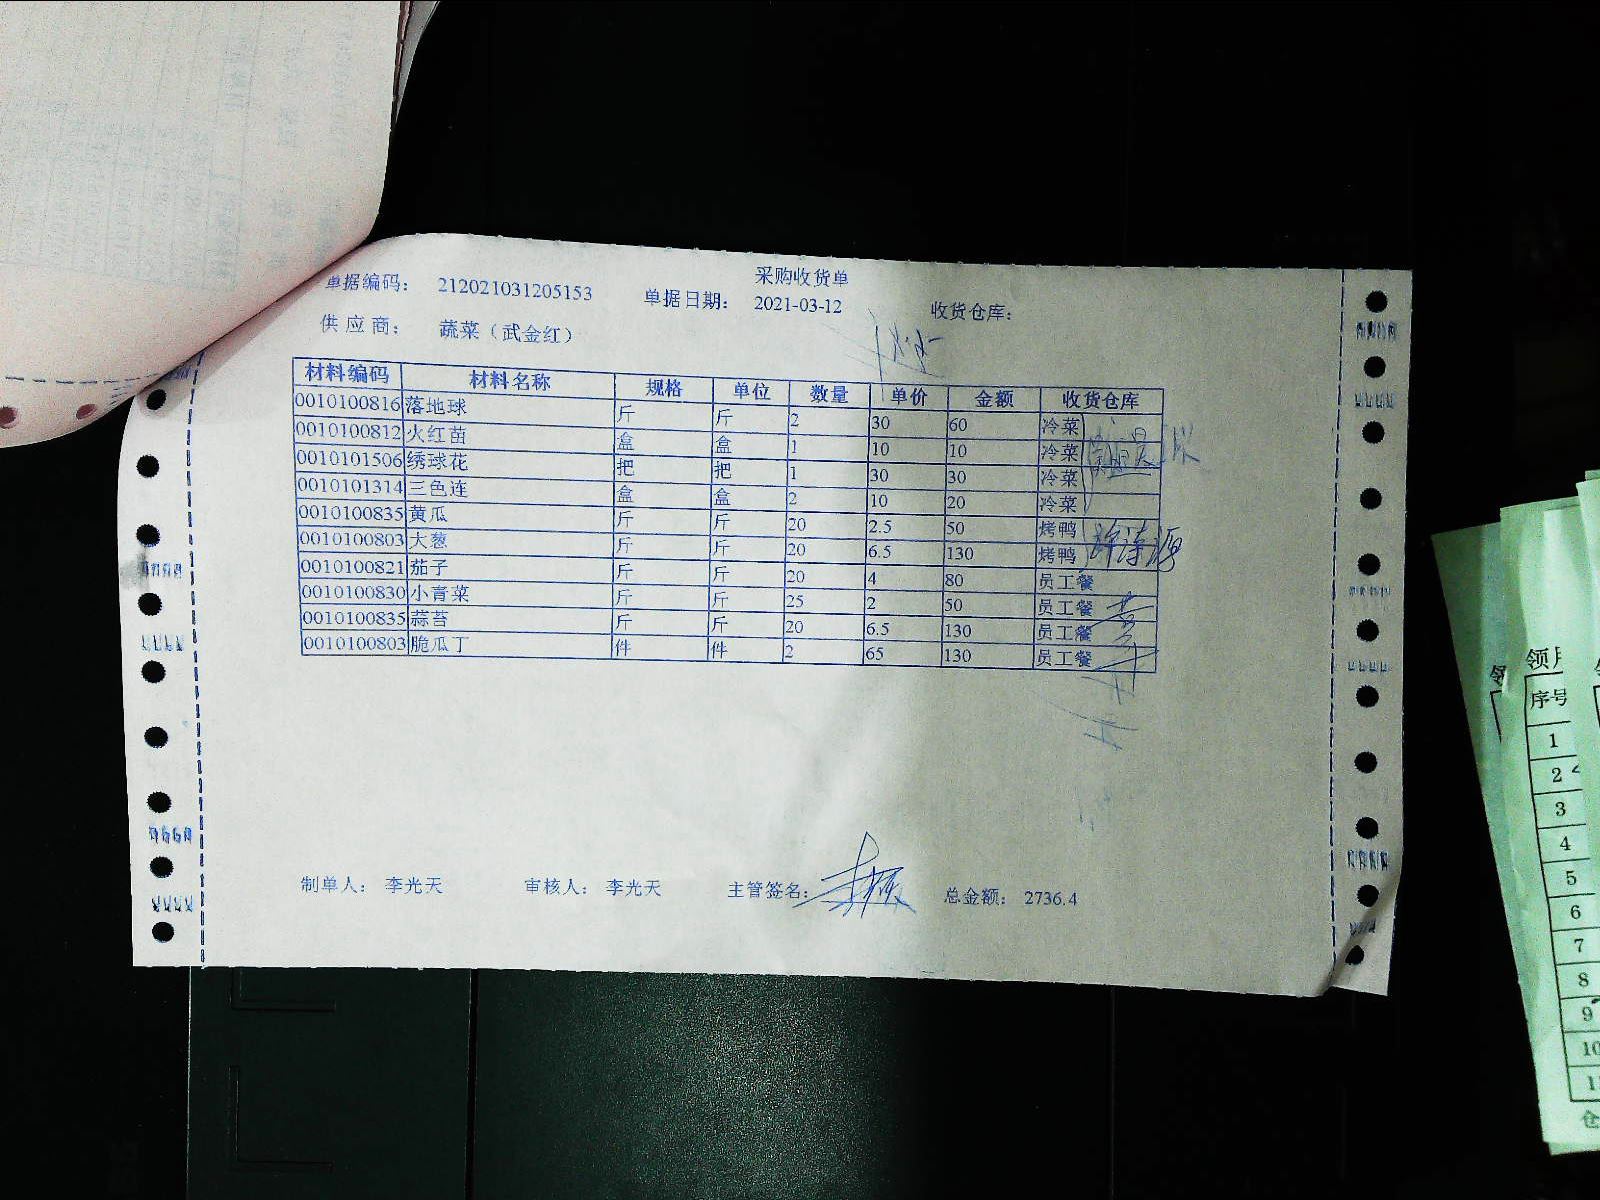 采购收货单
单据编码: 212021031205153 单据日期: 2021-03-12 收货仓库:
供应商: 蔬菜（武金红）
材料编码 材料名称 规格 单位 数量 单价 金额 收货仓库
0010100816 落地球 斤 斤 2 30 60 冷菜
0010100812 火红苗 盒 盒 1 10 10 冷菜
0010101506 绣球花 把 把 1 30 30 冷菜
0010101314 三色连 盒 盒 2 10 20 冷菜
0010100835 黄瓜 斤 斤 20 2.5 50 烤鸭
0010100803 大葱 斤 斤 20 6.5 130 烤鸭
0010100821 茄子 斤 斤 20 4 80 员工餐
0010100830 小青菜 斤 斤 25 2 50 员工餐
0010100835 蒜苔 斤 斤 20 6.5 130 员工餐
0010100803 脆瓜丁 件 件 2 65 130 员工餐
制单人: 李光天 审核人: 李光天 主管签名: 总金额: 2736.4
序号
1
2
3
4
5
6
7
8
9
10